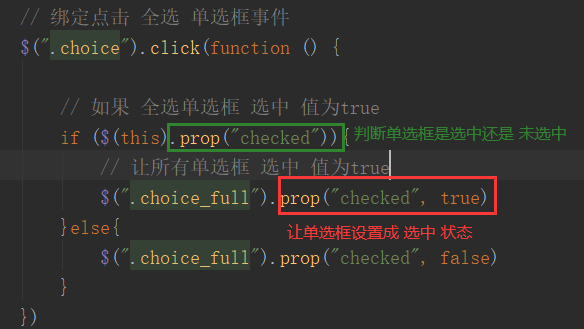 // 绑定点击 全选 单选框事件
$(".choice").click(function () {
// 如果 全选单选框 选中 值为true
if ($(this).prop("checked")){ 判断单选框是选中还是 未选中
// 让所有单选框 选中 值为true
$(".choice_full").prop("checked", true)
}else{ 让单选框设置成 选中 状态
$(".choice_full").prop("checked", false)
}
})